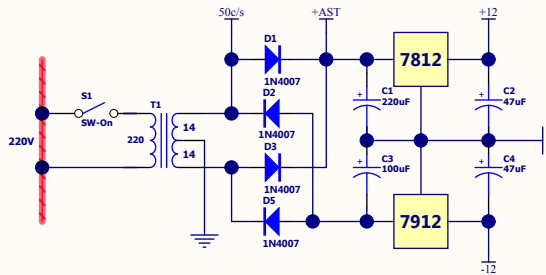 50c/s
+AST
+12
D1
7812
1N4007
S1
D2
C1
C2
T1
220uF
47uF
SW-On
14
1N4007
220V
220
D3
14
C3
C4
1N4007
100uF
47uF
D5
7912
1N4007
-12